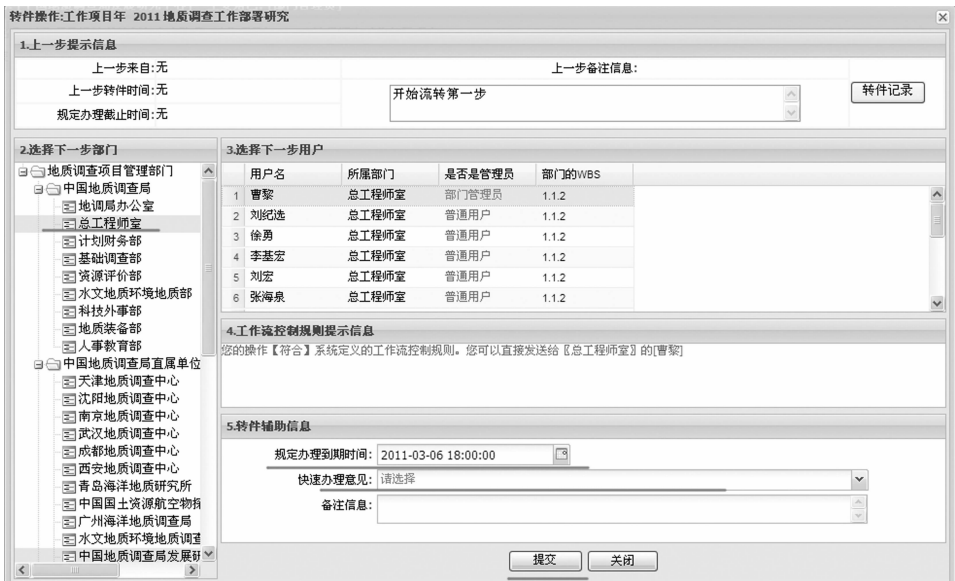 转件操作:工作项目年 2011 地质调查工作部署研究
1.上一步提示信息
上一步来自:无
上一步备注信息:
上一步转件时间:无
开始流转第一步
转件记录
规定办理截止时间:无
2.选择下一步部门
地质调查项目管理部门
中国地质调查局
地调局办公室
总工程师室
计划财务部
基础调查部
资源评价部
水文地质环境地质部
科技外事部
地质装备部
人事教育部
中国地质调查局直属单位
天津地质调查中心
沈阳地质调查中心
南京地质调查中心
武汉地质调查中心
成都地质调查中心
西安地质调查中心
青岛海洋地质研究所
中国国土资源航空物探
广州海洋地质调查局
水文地质环境地质调查
中国地质调查局发展研
3.选择下一步用户
用户名 所属部门 是否是管理员 部门的WBS
1 曹黎 总工程师室 部门管理员 1.1.2
2 刘纪选 总工程师室 普通用户 1.1.2
3 徐勇 总工程师室 普通用户 1.1.2
4 李基宏 总工程师室 普通用户 1.1.2
5 刘宏 总工程师室 普通用户 1.1.2
6 张海泉 总工程师室 普通用户 1.1.2
4.工作流控制规则提示信息
您的操作【符合】系统定义的工作流控制规则。您可以直接发送给〖总工程师室〗的[曹黎]
5.转件辅助信息
规定办理到期时间: 2011-03-06 18:00:00
快速办理意见: 请选择
备注信息:
提交 关闭